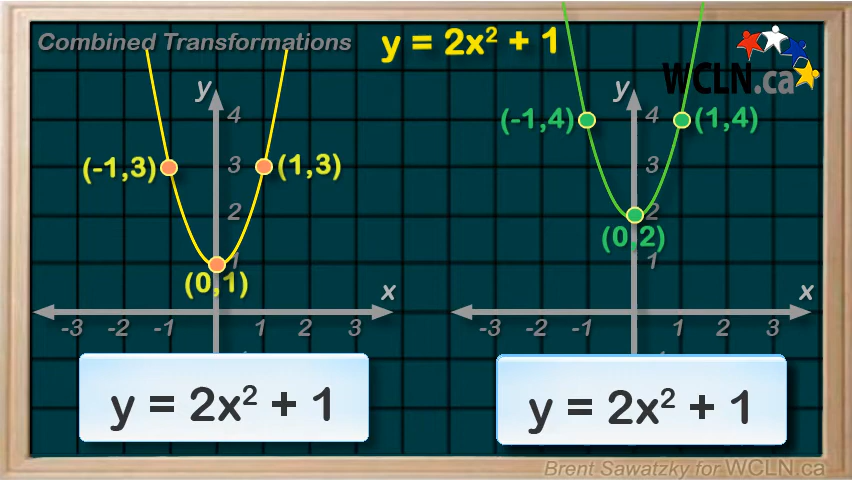 Combined Transformations
y = 2x² + 1
WCLN.ca
y
4
(-1,3)
3
(1,3)
2
1
(0,1)
x
-3 -2 -1 1 2 3
y = 2x² + 1
y
(-1,4)
4
(1,4)
3
2
(0,2)
1
x
-3 -2 -1 1 2 3
y = 2x² + 1
Brent Sawatzky for WCLN.ca